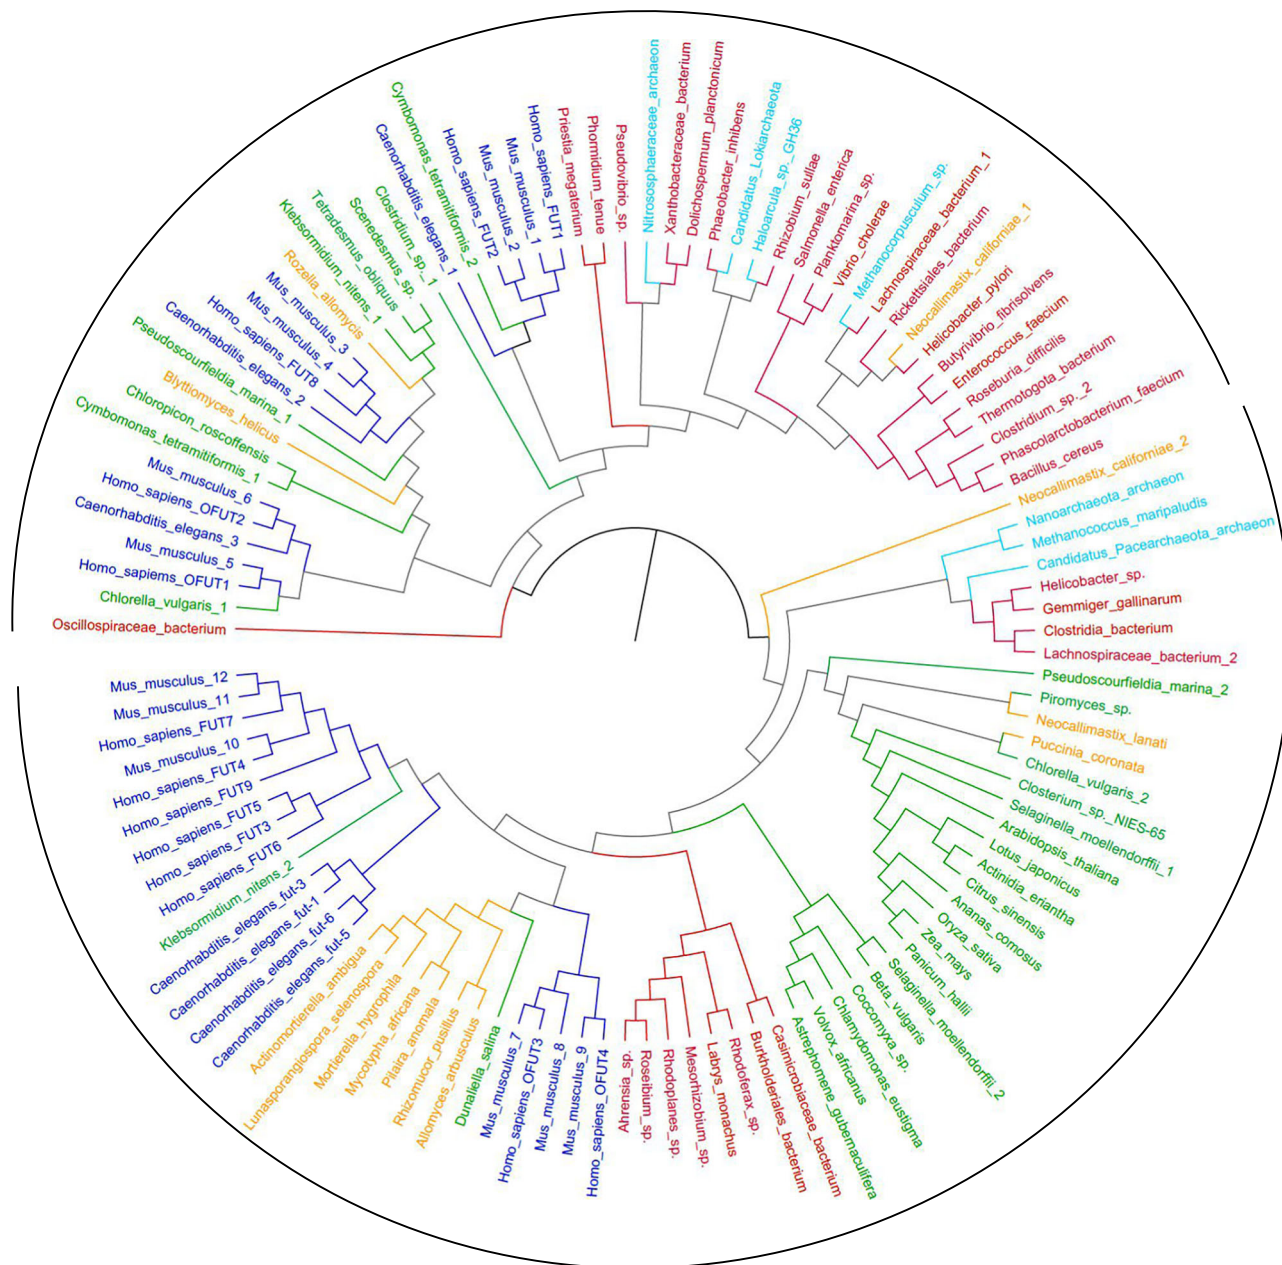 Nitrososphaeraceae_archaeon
Xanthobacteraceae_bacterium
Dolichospermum_planctonicum
Phaeobacter_inhibens
Candidatus_Lokiarchaeota
Haloarcula_sp._GH36
Rhizobium_sullae
Salmonella_enterica
Planktomarina_sp.
Vibrio_cholerae
Methanocorpusculum_sp.
Lachnospiraceae_bacterium_1
Rickettsiales_bacterium
Neocallimastix_californiae_1
Helicobacter_pylori
Butyrivibrio_fibrisolvens
Enterococcus_faecium
Roseburia_difficilis
Thermotogota_bacterium
Clostridium_sp._2
Phascolarctobacterium_faecium
Bacillus_cereus
Neocallimastix_californiae_2
Nanoarchaeota_archaeon
Methanococcus_maripaludis
Candidatus_Pacearchaeota_archaeon
Helicobacter_sp.
Gemmiger_gallinarum
Clostridia_bacterium
Lachnospiraceae_bacterium_2
Pseudoscourfieldia_marina_2
Piromyces_sp.
Neocallimastix_lanati
Puccinia_coronata
Chlorella_vulgaris_2
Closterium_sp._NIES-65
Selaginella_moellendorffii_1
Arabidopsis_thaliana
Lotus_japonicus
Actinidia_eriantha
Citrus_sinensis
Ananas_comosus
Oryza_sativa
Zea_mays
Panicum_hallii
Selaginella_moellendorffii_2
Beta_vulgaris
Coccomyxa_sp.
Chlamydomonas_eustigma
Volvox_africanus
Astrephomene_gubernaculifera
Casimicrobiaceae_bacterium
Burkholderiales_bacterium
Rhodoferax_sp.
Labrys_monachus
Mesorhizobium_sp.
Rhodoplanes_sp.
Roseibium_sp.
Ahrensia_sp.
Homo_sapiens_OFUT4
Mus_musculus_9
Mus_musculus_8
Homo_sapiens_OFUT3
Mus_musculus_7
Dunaliella_salina
Allomyces_arbusculus
Rhizomucor_pusillus
Pilaira_anomala
Mycotypha_africana
Mortierella_hygrophila
Lunasporangiospora_selenospora
Actinomortierella_ambigua
Caenorhabditis_elegans_fut-5
Caenorhabditis_elegans_fut-6
Caenorhabditis_elegans_fut-1
Caenorhabditis_elegans_fut-3
Klebsormidium_nitens_2
Homo_sapiens_FUT6
Homo_sapiens_FUT3
Homo_sapiens_FUT5
Homo_sapiens_FUT9
Homo_sapiens_FUT4
Mus_musculus_10
Homo_sapiens_FUT7
Mus_musculus_11
Mus_musculus_12
Oscillospiraceae_bacterium
Chlorella_vulgaris_1
Homo_sapiems_OFUT1
Mus_musculus_5
Caenorhabditis_elegans_3
Homo_sapiens_OFUT2
Mus_musculus_6
Cymbomonas_tetramitiformis_1
Chloropicon_roscoffensis
Blyttiomyces_helicus
Pseudoscourfieldia_marina_1
Caenorhabditis_elegans_2
Homo_sapiens_FUT8
Mus_musculus_4
Mus_musculus_3
Rozella_allomycis
Klebsormidium_nitens_1
Tetradesmus_obliquus
Scenedesmus_sp.
Clostridium_sp._1
Caenorhabditis_elegans_1
Cymbomonas_tetramitiformis_2
Homo_sapiens_FUT2
Mus_musculus_2
Mus_musculus_1
Homo_sapiens_FUT1
Priestia_megaterium
Phormidium_tenue
Pseudovibrio_sp.